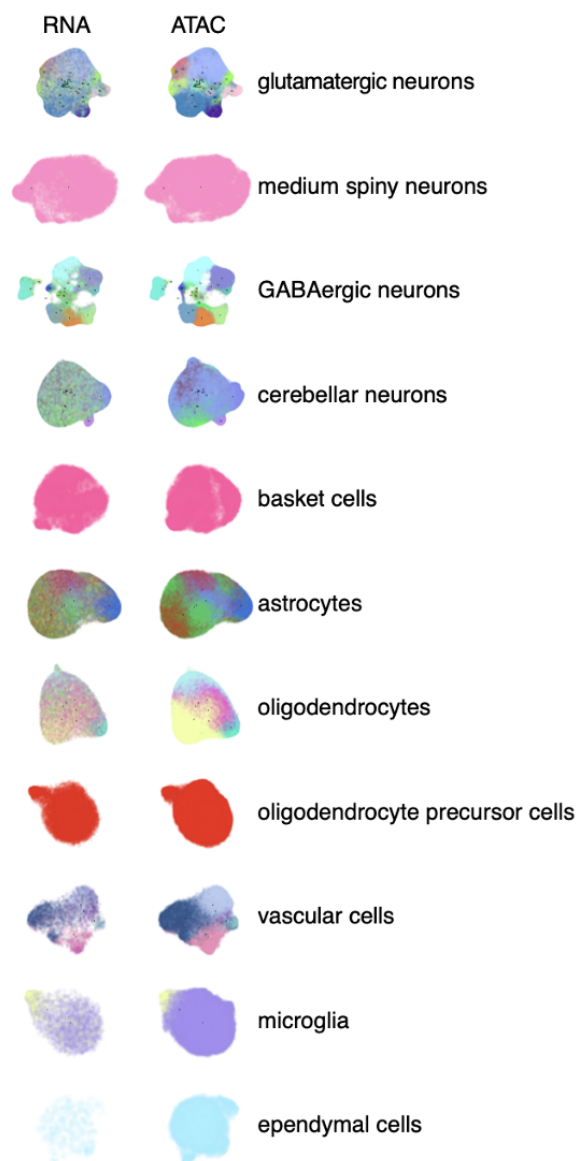 RNA ATAC
glutamatergic neurons
medium spiny neurons
GABAergic neurons
cerebellar neurons
basket cells
astrocytes
oligodendrocytes
oligodendrocyte precursor cells
vascular cells
microglia
ependymal cells